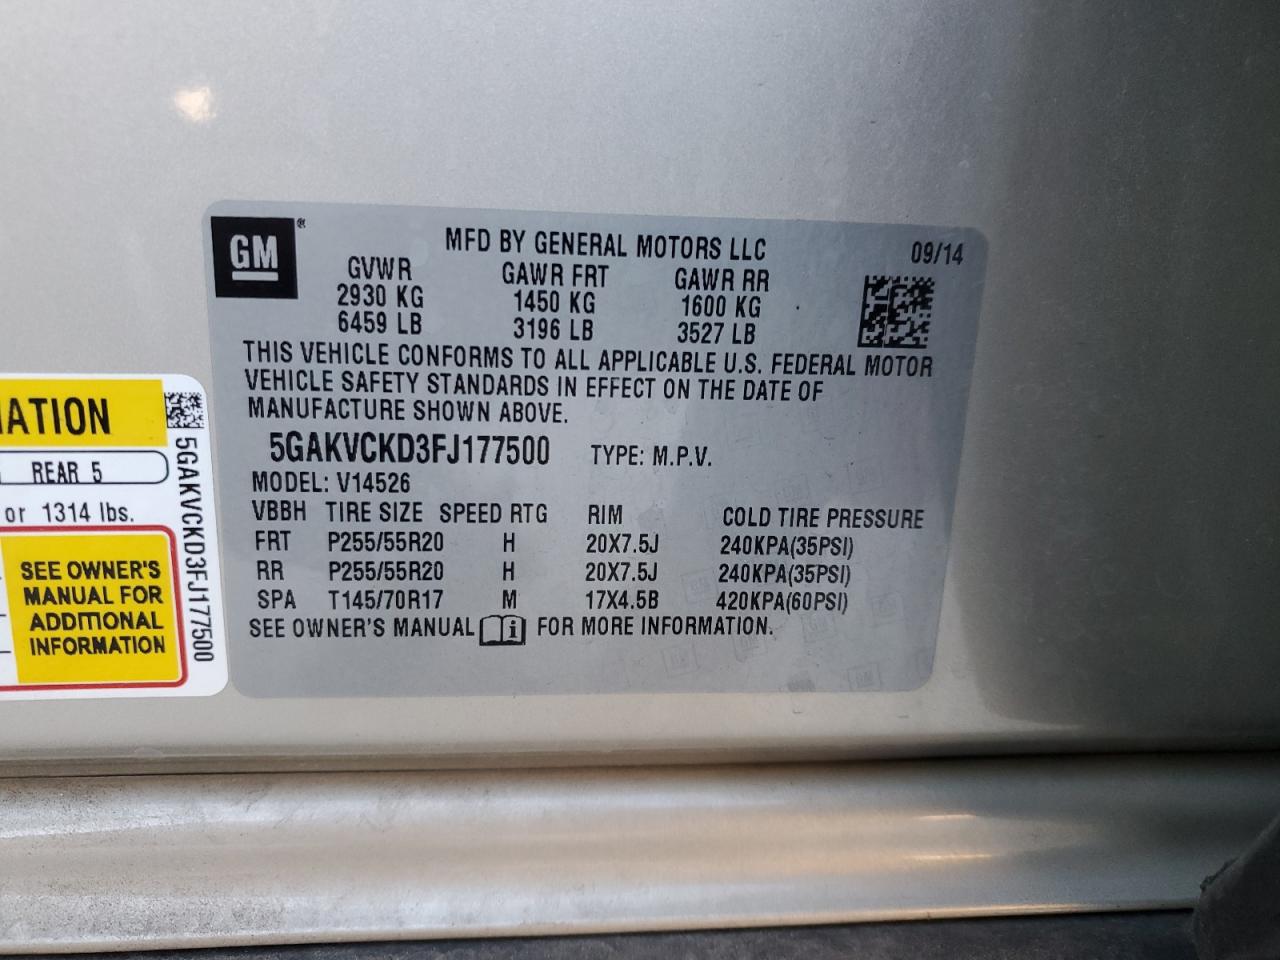 GM ®
MFD BY GENERAL MOTORS LLC 09/14
GVWR GAWR FRT GAWR RR
2930 KG 1450 KG 1600 KG
6459 LB 3196 LB 3527 LB
THIS VEHICLE CONFORMS TO ALL APPLICABLE U.S. FEDERAL MOTOR
VEHICLE SAFETY STANDARDS IN EFFECT ON THE DATE OF
MANUFACTURE SHOWN ABOVE.
5GAKVCKD3FJ177500 TYPE: M.P.V.
MODEL: V14526
VBBH TIRE SIZE SPEED RTG RIM COLD TIRE PRESSURE
FRT P255/55R20 H 20X7.5J 240KPA(35PSI)
RR P255/55R20 H 20X7.5J 240KPA(35PSI)
SPA T145/70R17 M 17X4.5B 420KPA(60PSI)
SEE OWNER'S MANUAL i FOR MORE INFORMATION.
REAR 5
or 1314 lbs.
SEE OWNER'S
MANUAL FOR
ADDITIONAL
INFORMATION
5GAKVCKD3FJ177500